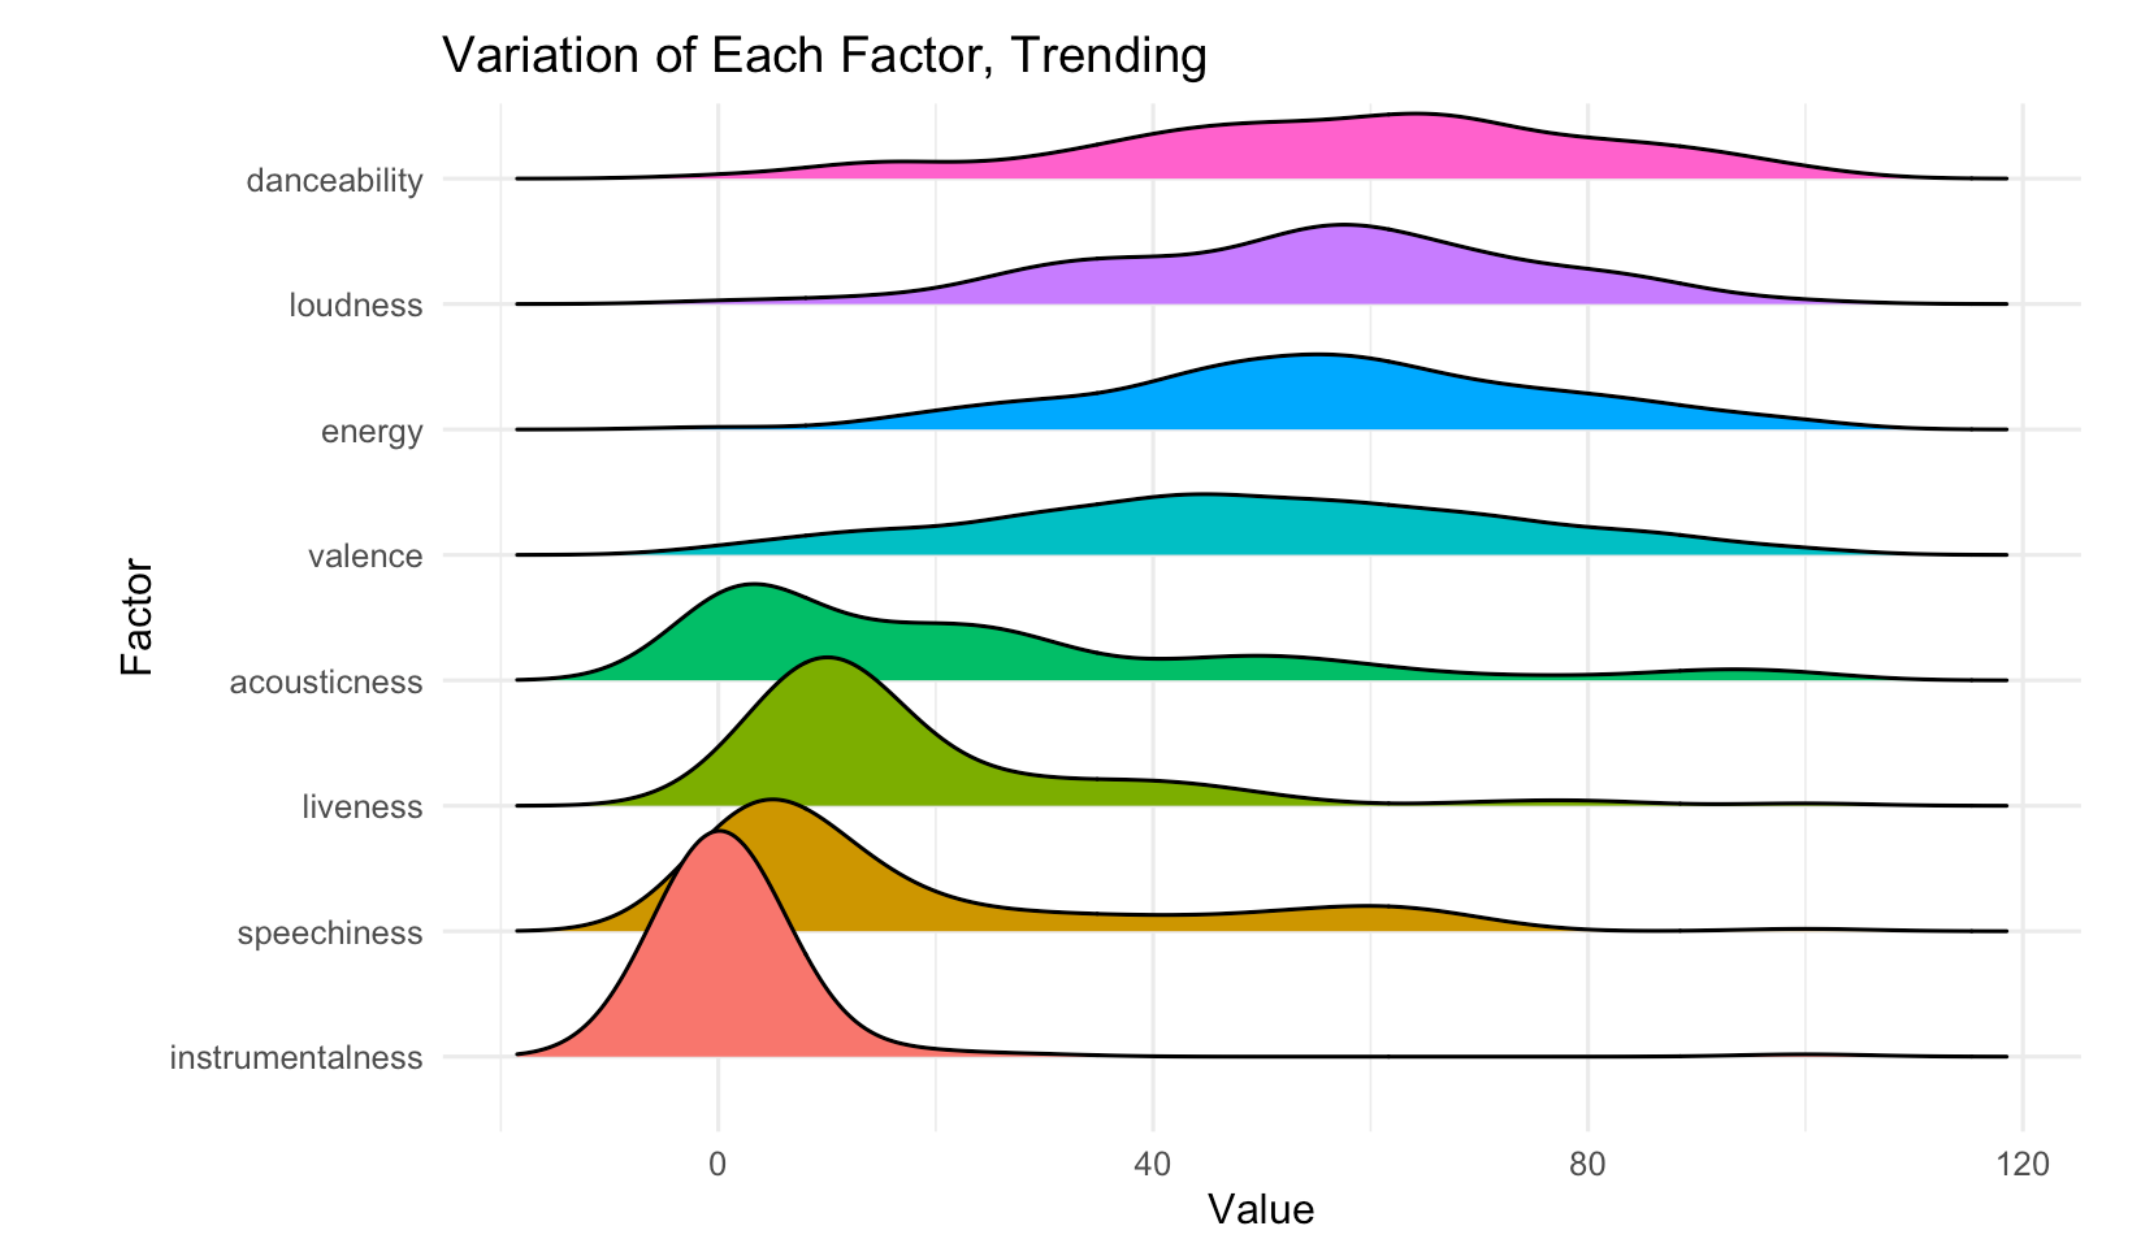 Variation of Each Factor, Trending
danceability
loudness
energy
valence
acousticness
liveness
speechiness
instrumentalness
Factor
0 40 80 120
Value